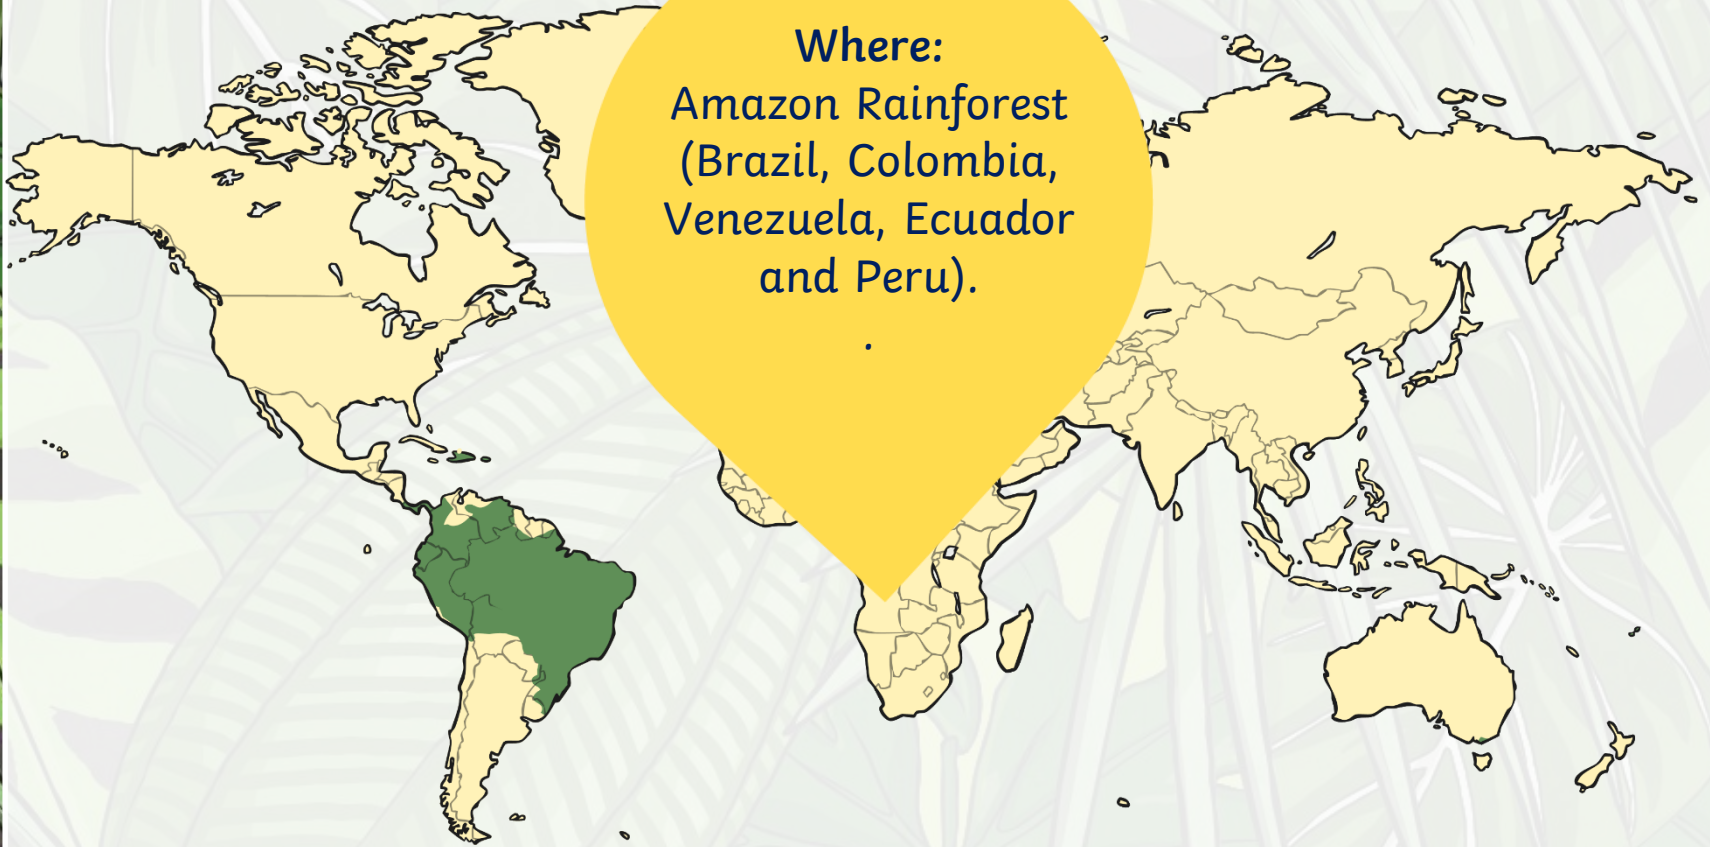 Where:
Amazon Rainforest
(Brazil, Colombia,
Venezuela, Ecuador
and Peru).
.